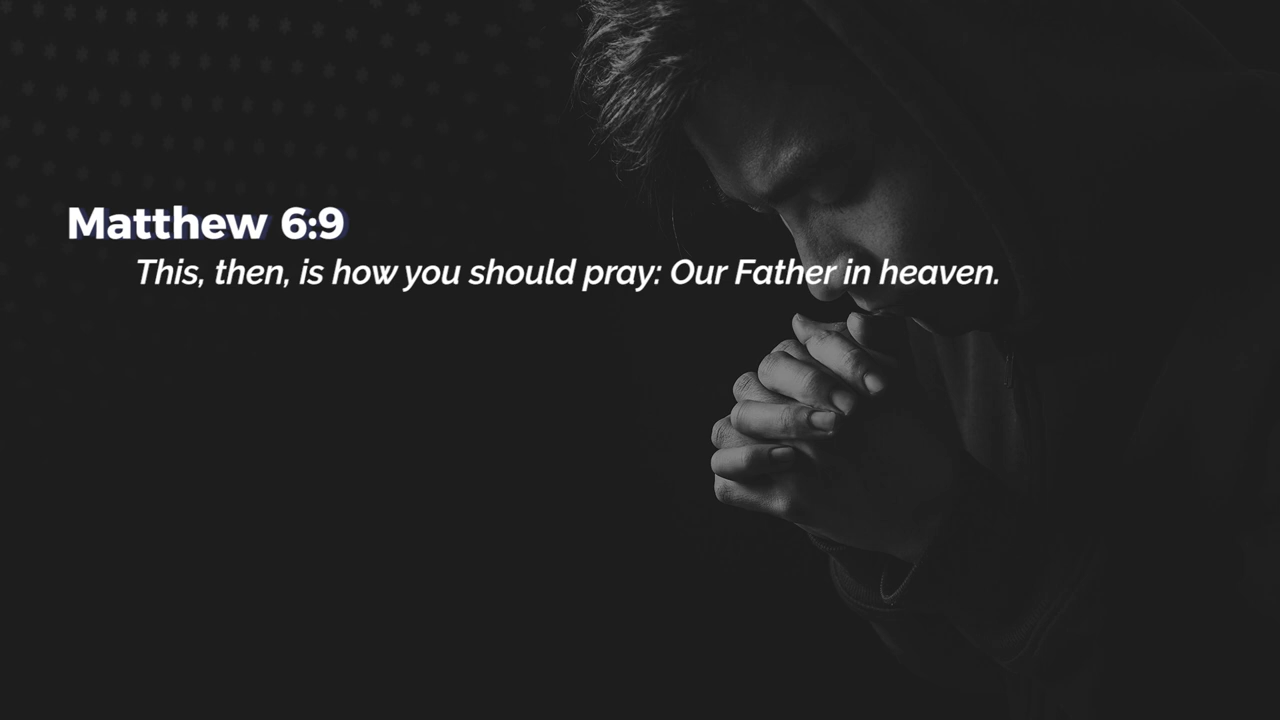 Matthew 6:9
This, then, is how you should pray: Our Father in heaven.